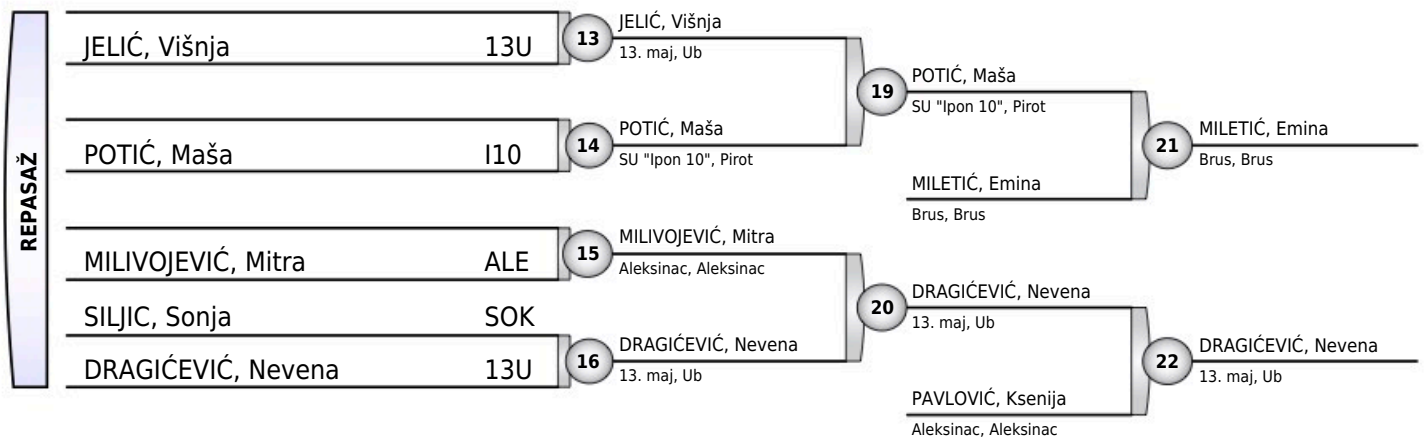 REPASAŽ
JELIĆ, Višnja 13U
POTIĆ, Maša I10
MILIVOJEVIĆ, Mitra ALE
SILJIC, Sonja SOK
DRAGIĆEVIĆ, Nevena 13U
13
JELIĆ, Višnja
13. maj, Ub
14
POTIĆ, Maša
SU "Ipon 10", Pirot
15
MILIVOJEVIĆ, Mitra
Aleksinac, Aleksinac
16
DRAGIĆEVIĆ, Nevena
13. maj, Ub
19
POTIĆ, Maša
SU "Ipon 10", Pirot
MILETIĆ, Emina
Brus, Brus
20
DRAGIĆEVIĆ, Nevena
13. maj, Ub
PAVLOVIĆ, Ksenija
Aleksinac, Aleksinac
21
MILETIĆ, Emina
Brus, Brus
22
DRAGIĆEVIĆ, Nevena
13. maj, Ub